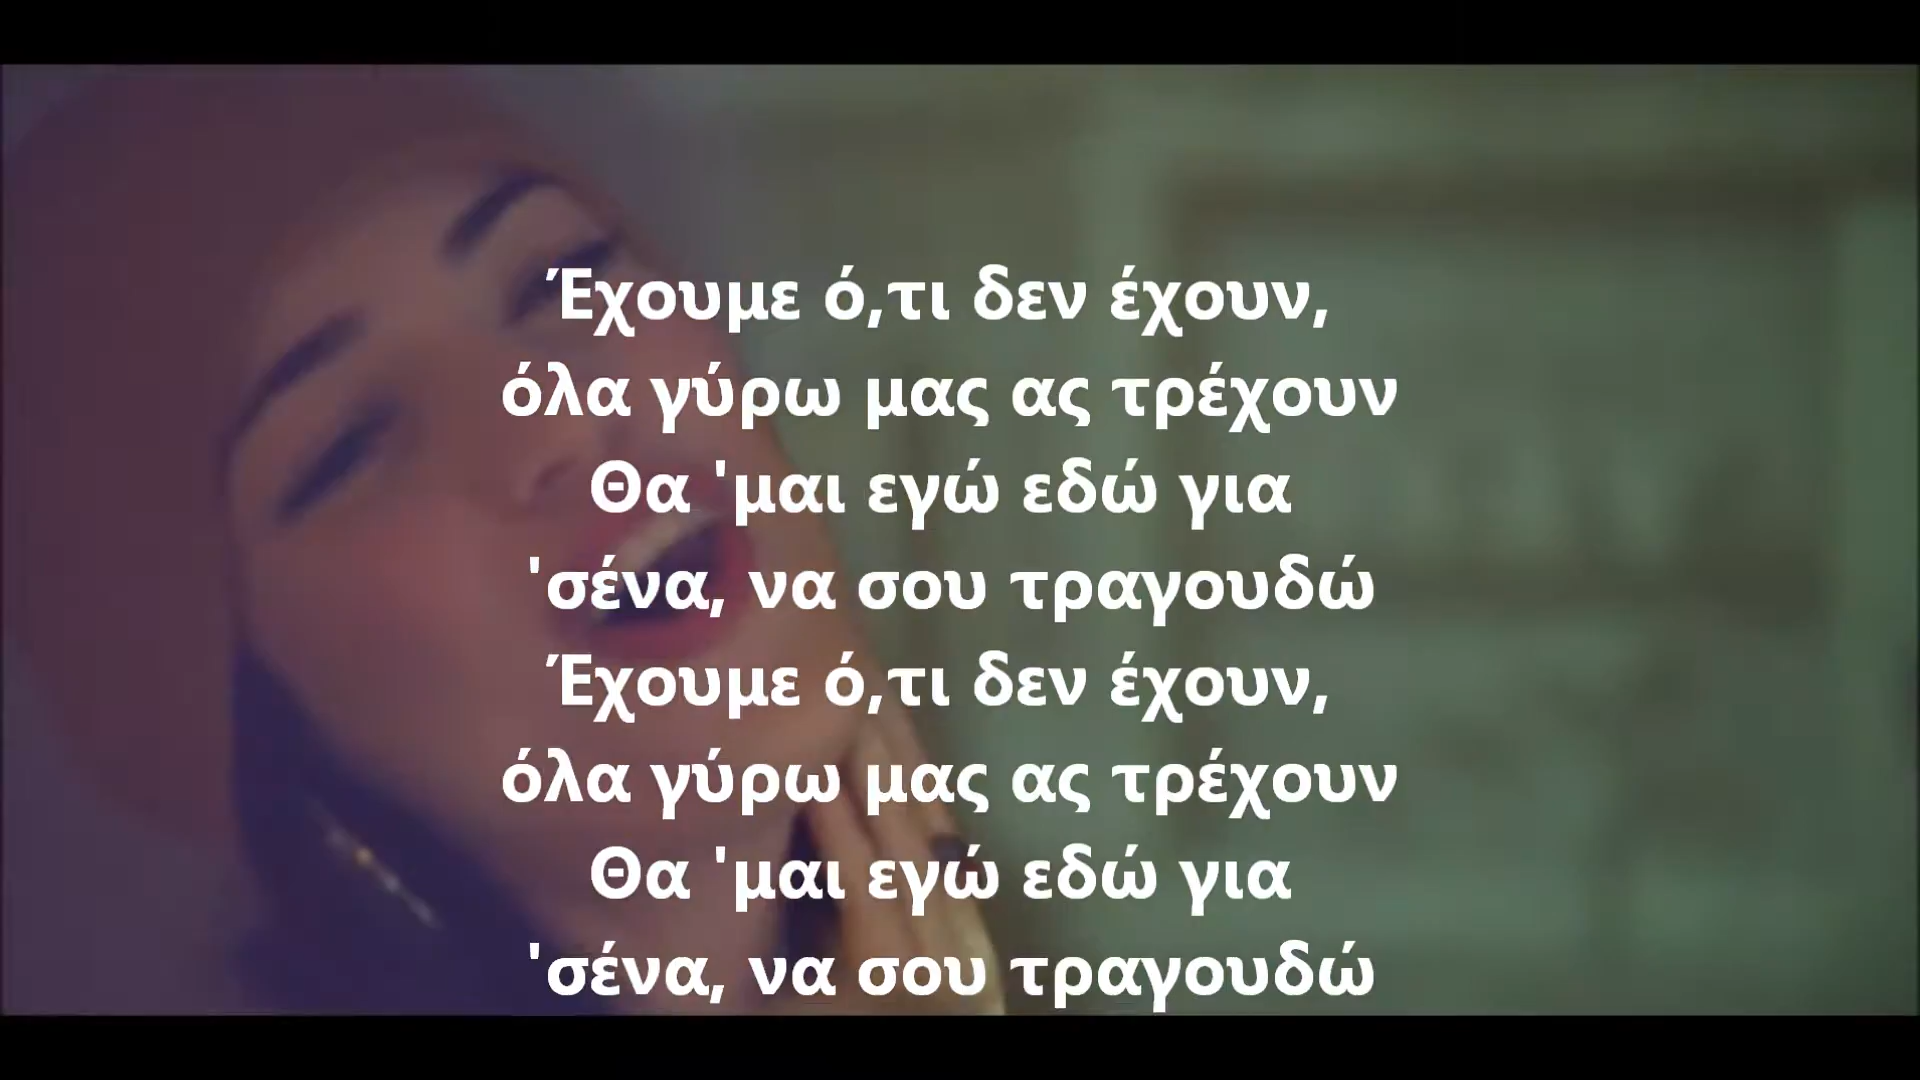 Έχουμε ό,τι δεν έχουν,
όλα γύρω μας ας τρέχουν
Θα 'μαι εγώ εδώ για
'σένα, να σου τραγουδώ
Έχουμε ό,τι δεν έχουν,
όλα γύρω μας ας τρέχουν
Θα 'μαι εγώ εδώ για
'σένα, να σου τραγουδώ